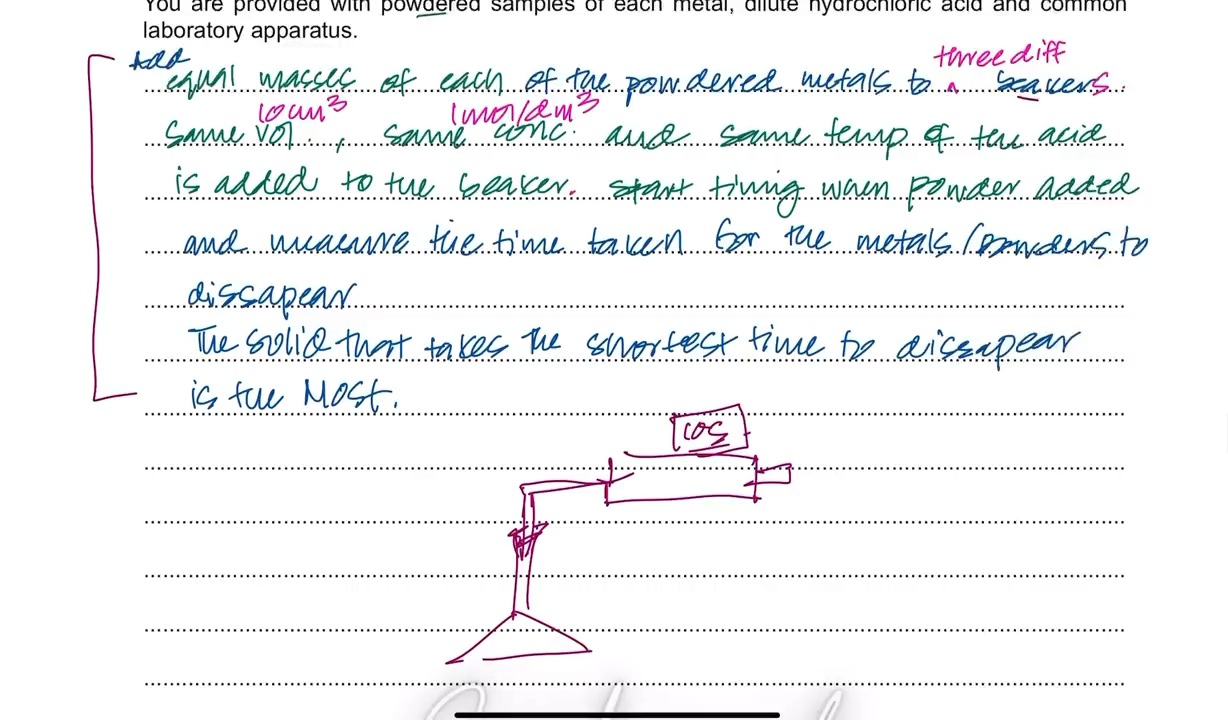 You are provided with powdered samples of each metal, dilute hydrochloric acid and common
laboratory apparatus.
Add three diff
equal masses of each of the powdered metals to ^ beakers.
10cm³ 1mol/dm³
same vol., same conc. and same temp of the acid
is added to the beaker. start timing when powder added
and measure the time taken for the metals/powders to
dissapear
The solid that takes the shortest time to dissapear
is the Most.